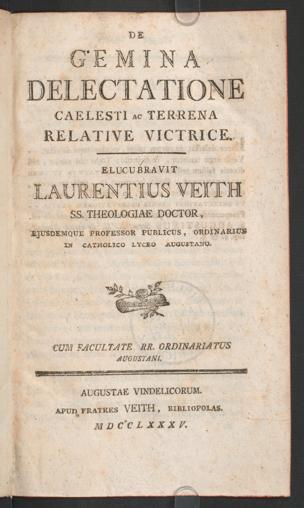 DE
GEMINA
DELECTATIONE
CAELESTI AC TERRENA
RELATIVE VICTRICE.
ELUCUBRAVIT
LAURENTIUS VEITH
SS. THEOLOGIAE DOCTOR,
EJUSDEMQUE PROFESSOR PUBLICUS, ORDINARIUS
IN CATHOLICO LYCEO AUGUSTANO.
CUM FACULTATE RR. ORDINARIATUS
AUGUSTANI.
AUGUSTAE VINDELICORUM.
APUD FRATRES VEITH, BIBLIOPOLAS.
MDCCLXXXV.